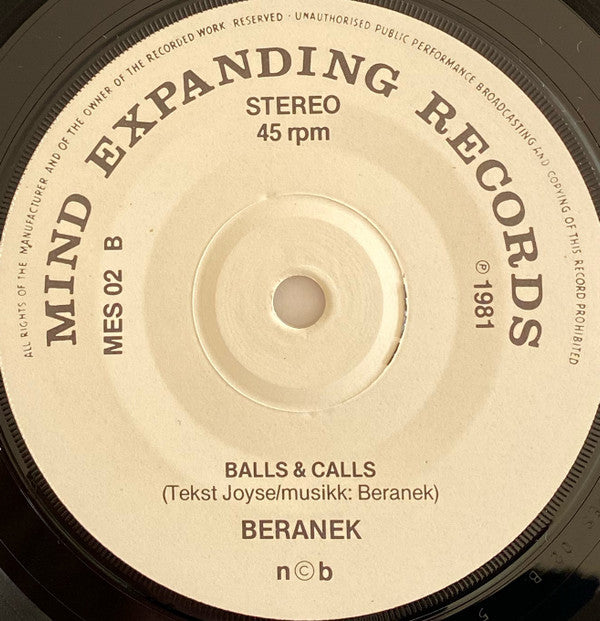 ALL RIGHTS OF THE MANUFACTURER AND OF THE OWNER OF THE RECORDED WORK RESERVED · UNAUTHORISED PUBLIC PERFORMANCE BROADCASTING AND COPYING OF THIS RECORD PROHIBITED
MIND EXPANDING RECORDS
STEREO
45 rpm
MES 02 B
℗ 1981
BALLS & CALLS
(Tekst Joyse/musikk: Beranek)
BERANEK
n©b